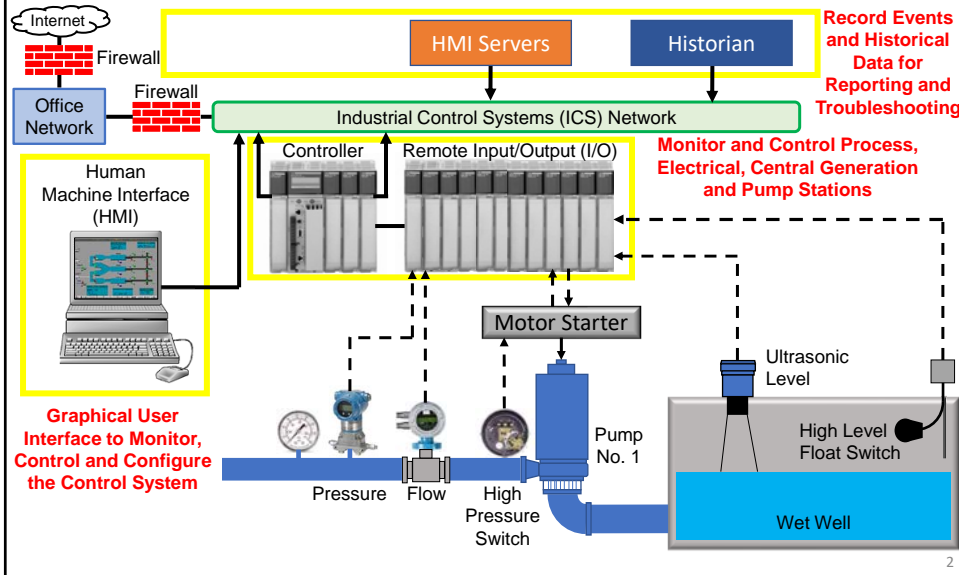 Internet
Firewall
Office
Network
Firewall
HMI Servers
Historian
Record Events
and Historical
Data for
Reporting and
Troubleshooting
Industrial Control Systems (ICS) Network
Controller
Remote Input/Output (I/O)
Monitor and Control Process,
Electrical, Central Generation
and Pump Stations
Human
Machine Interface
(HMI)
Graphical User
Interface to Monitor,
Control and Configure
the Control System
Motor Starter
Pressure
Flow
High
Pressure
Switch
Pump
No. 1
Ultrasonic
Level
High Level
Float Switch
Wet Well
2